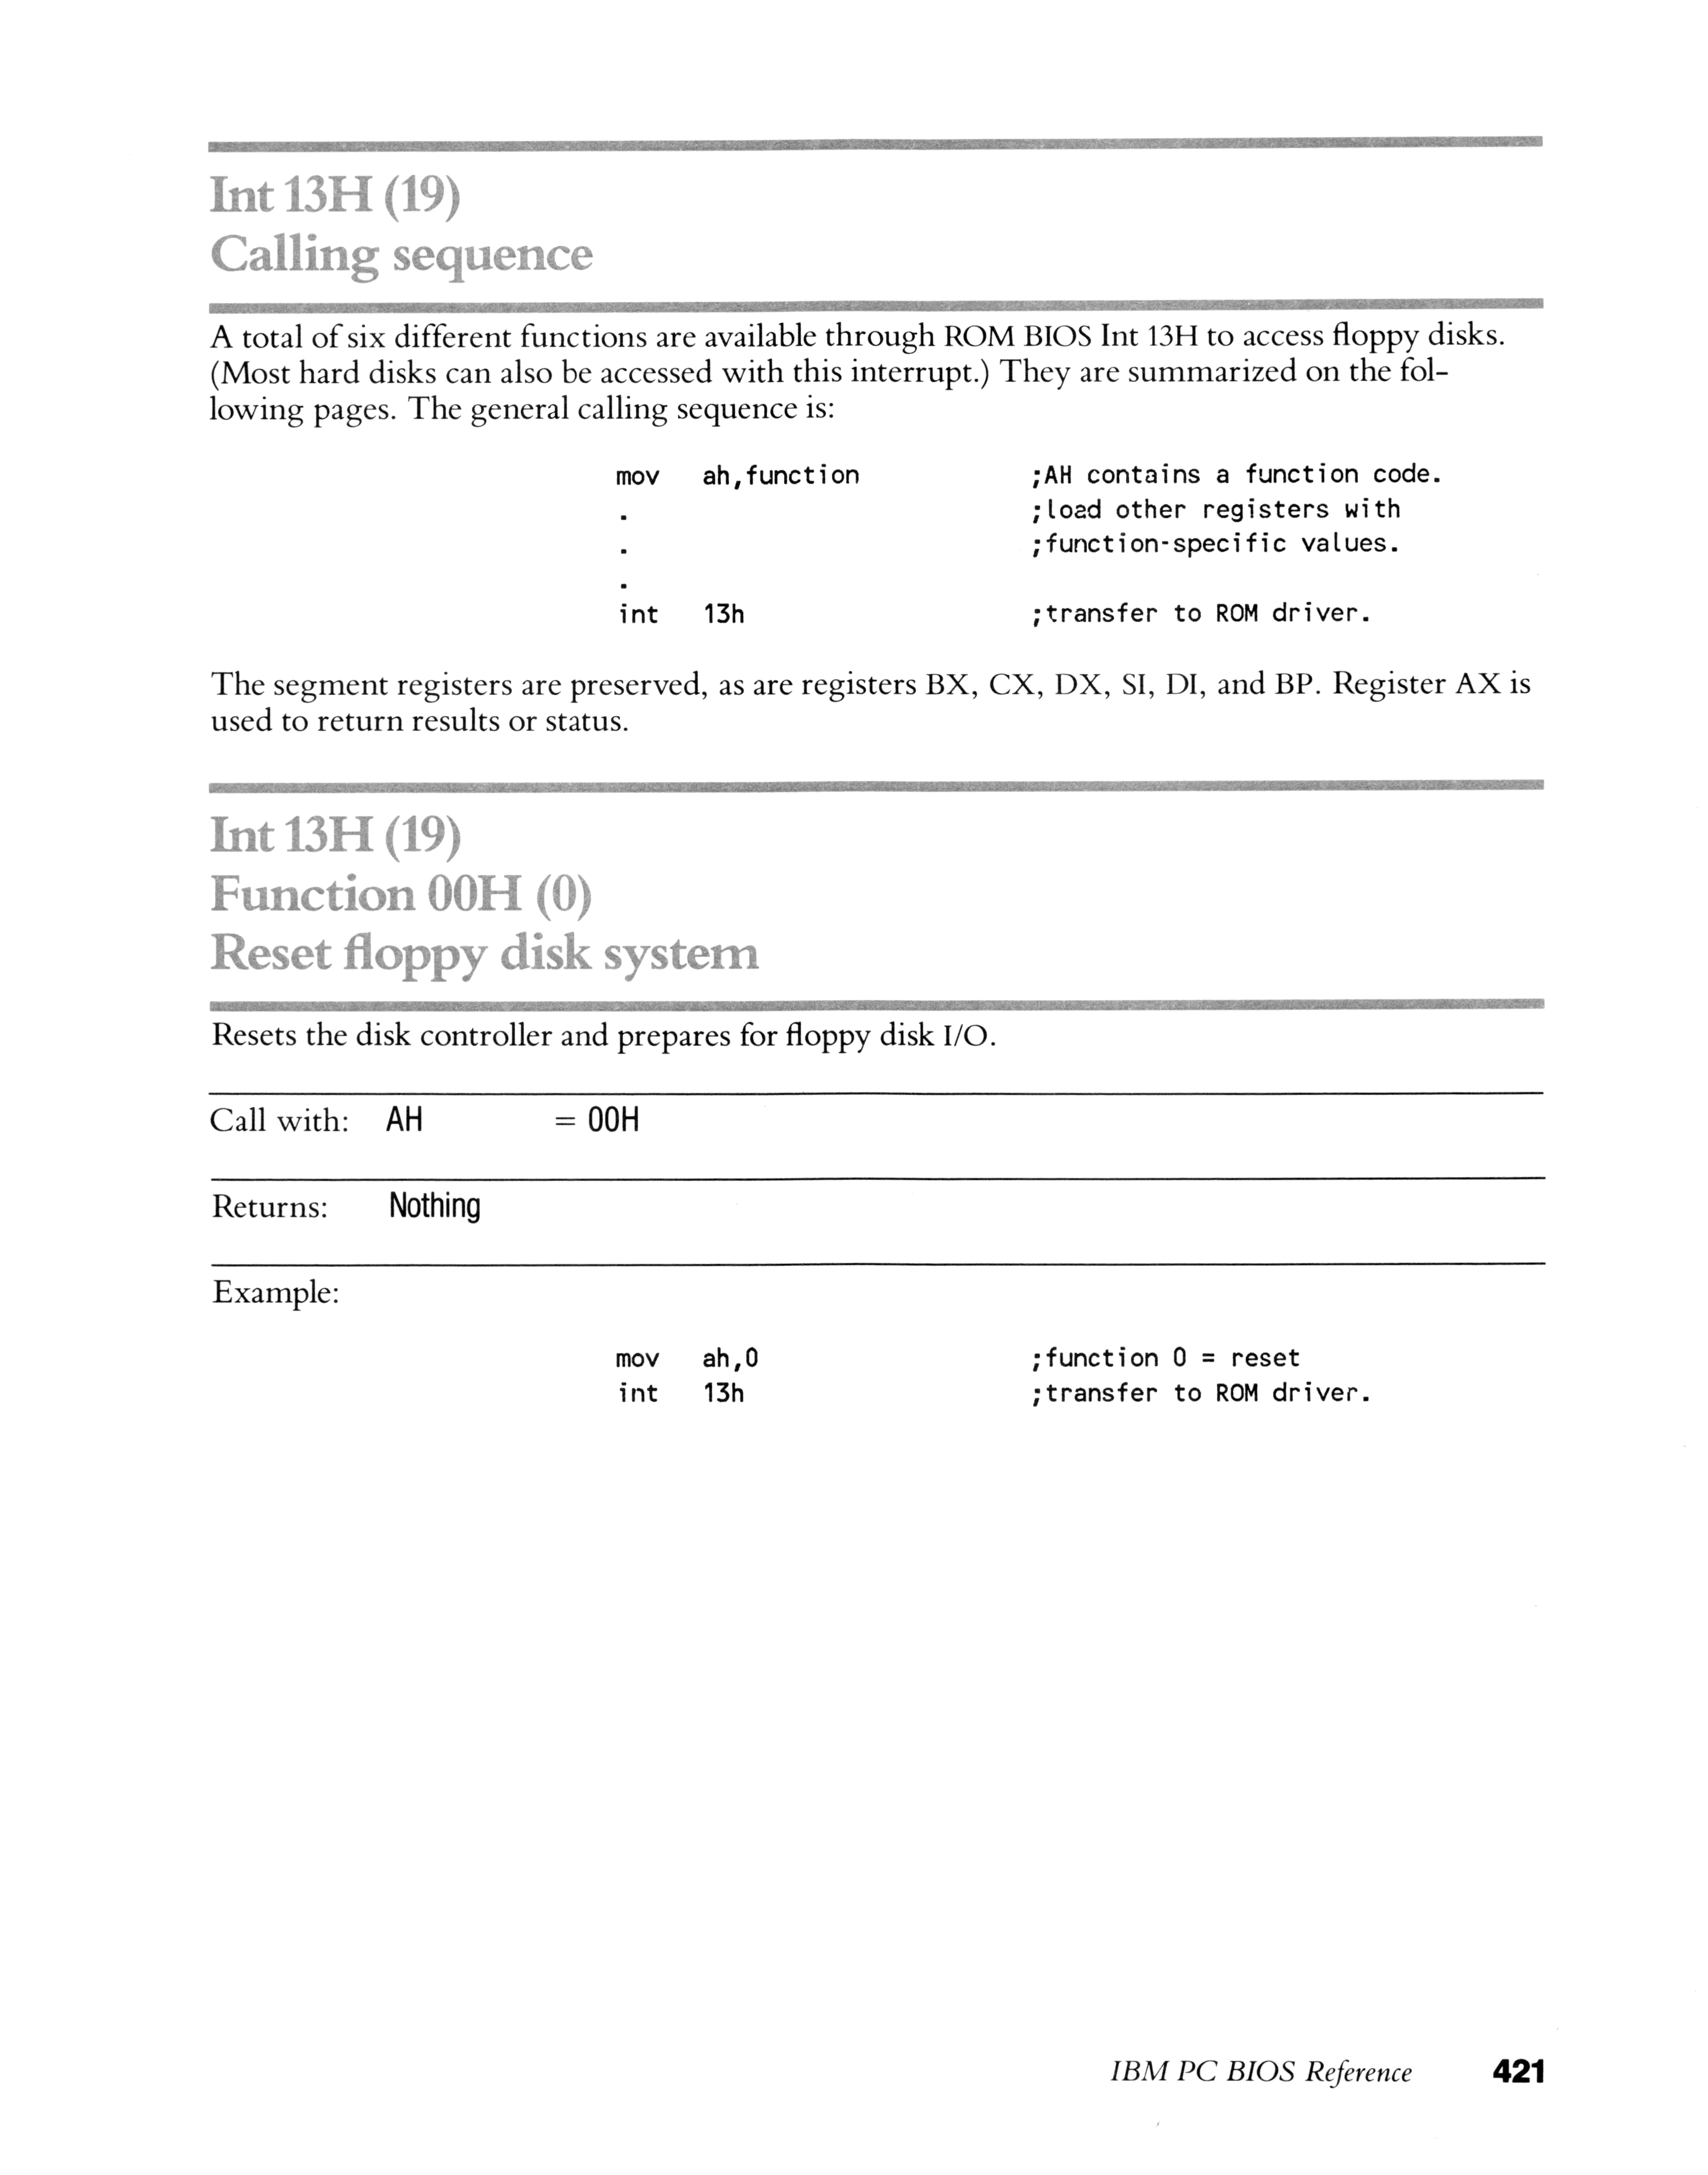 Int 13H (19)
Calling sequence
A total of six different functions are available through ROM BIOS Int 13H to access floppy disks.
(Most hard disks can also be accessed with this interrupt.) They are summarized on the fol-
lowing pages. The general calling sequence is:
mov ah,function ;AH contains a function code.
. ;load other registers with
. ;function-specific values.
.
int 13h ;transfer to ROM driver.
The segment registers are preserved, as are registers BX, CX, DX, SI, DI, and BP. Register AX is
used to return results or status.
Int 13H (19)
Function 00H (0)
Reset floppy disk system
Resets the disk controller and prepares for floppy disk I/O.
Call with: AH = 00H
Returns: Nothing
Example:
mov ah,0 ;function 0 = reset
int 13h ;transfer to ROM driver.
IBM PC BIOS Reference 421